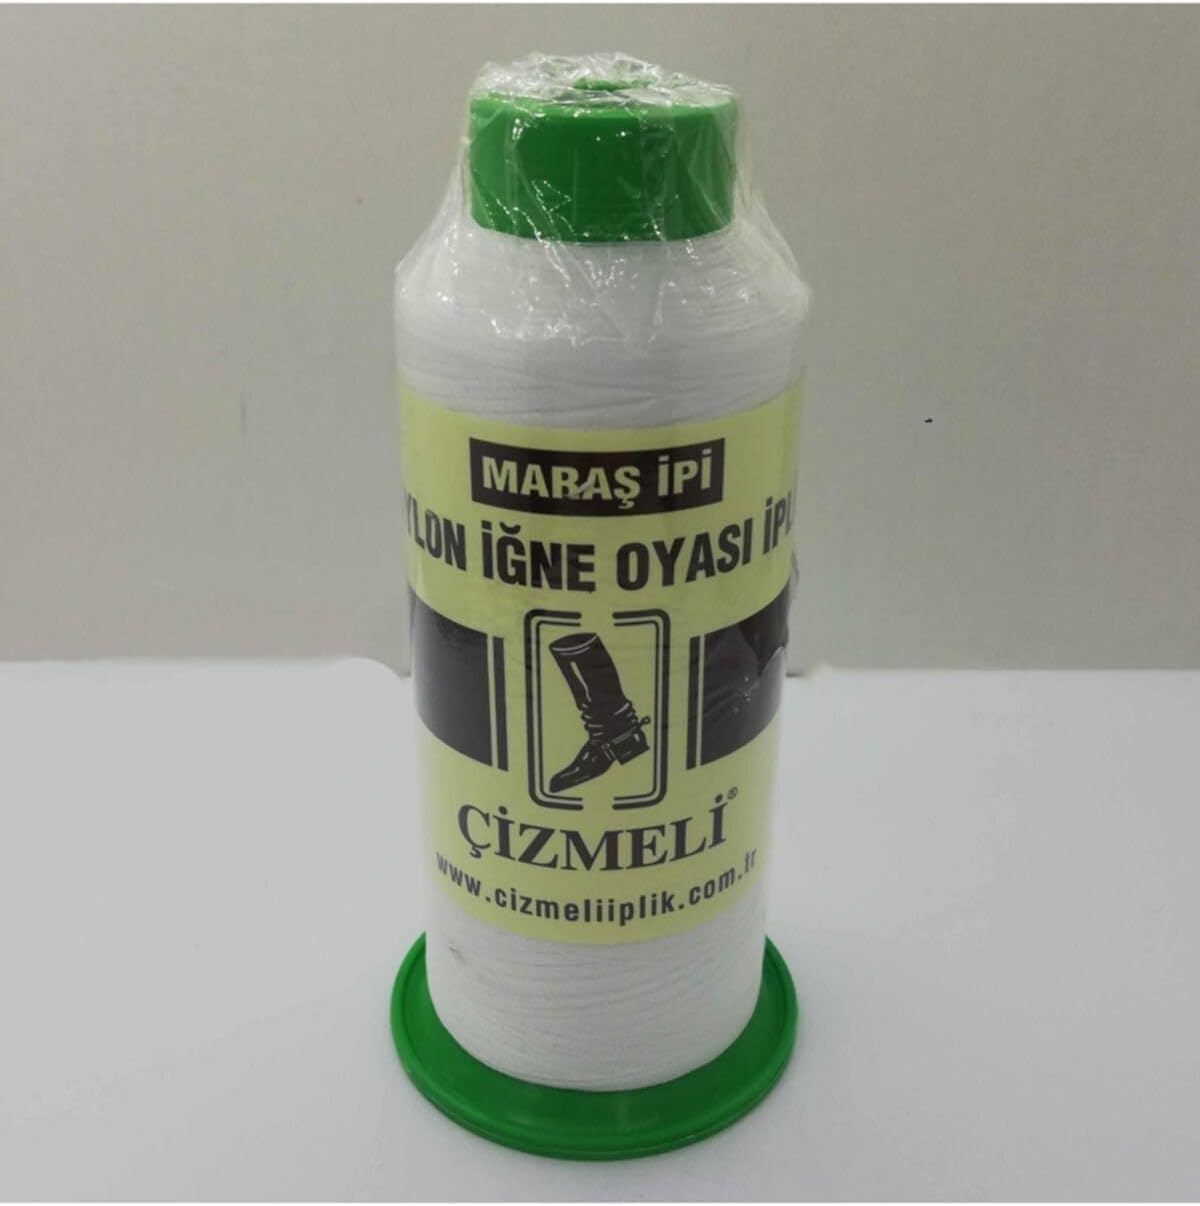 MARAŞ İPİ
YLON İĞNE OYASI İPL
ÇİZMELİ®
www.cizmeliiplik.com.tr